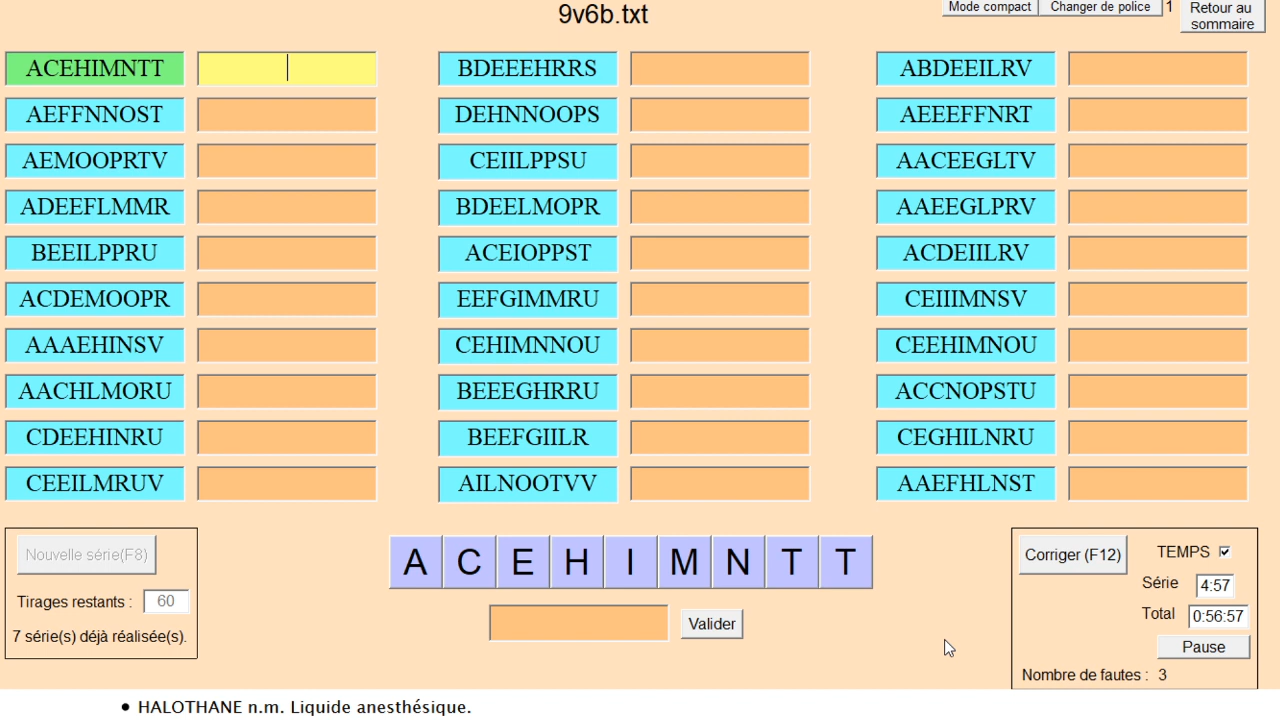 9v6b.txt
Mode compact
Changer de police
1
Retour au
sommaire
ACEHIMNTT
BDEEEHRRS
ABDEEILRV
AEFFNNOST
DEHNNOOPS
AEEEFFNRT
AEMOOPRTV
CEIILPPSU
AACEEGLTV
ADEEFLMMR
BDEELMOPR
AAEEGLPRV
BEEILPPRU
ACEIOPPST
ACDEIILRV
ACDEMOOPR
EEFGIMMRU
CEIIIMNSV
AAAEHINSV
CEHIMNNOU
CEEHIMNOU
AACHLMORU
BEEEGHRRU
ACCNOPSTU
CDEEHINRU
BEEFGIILR
CEGHILNRU
CEEILMRUV
AILNOOTVV
AAEFHLNST
Nouvelle série(F8)
Tirages restants : 60
7 série(s) déjà réalisée(s).
A C E H I M N T T
Valider
Corriger (F12)
TEMPS
Série 4:57
Total 0:56:57
Pause
Nombre de fautes : 3
• HALOTHANE n.m. Liquide anesthésique.